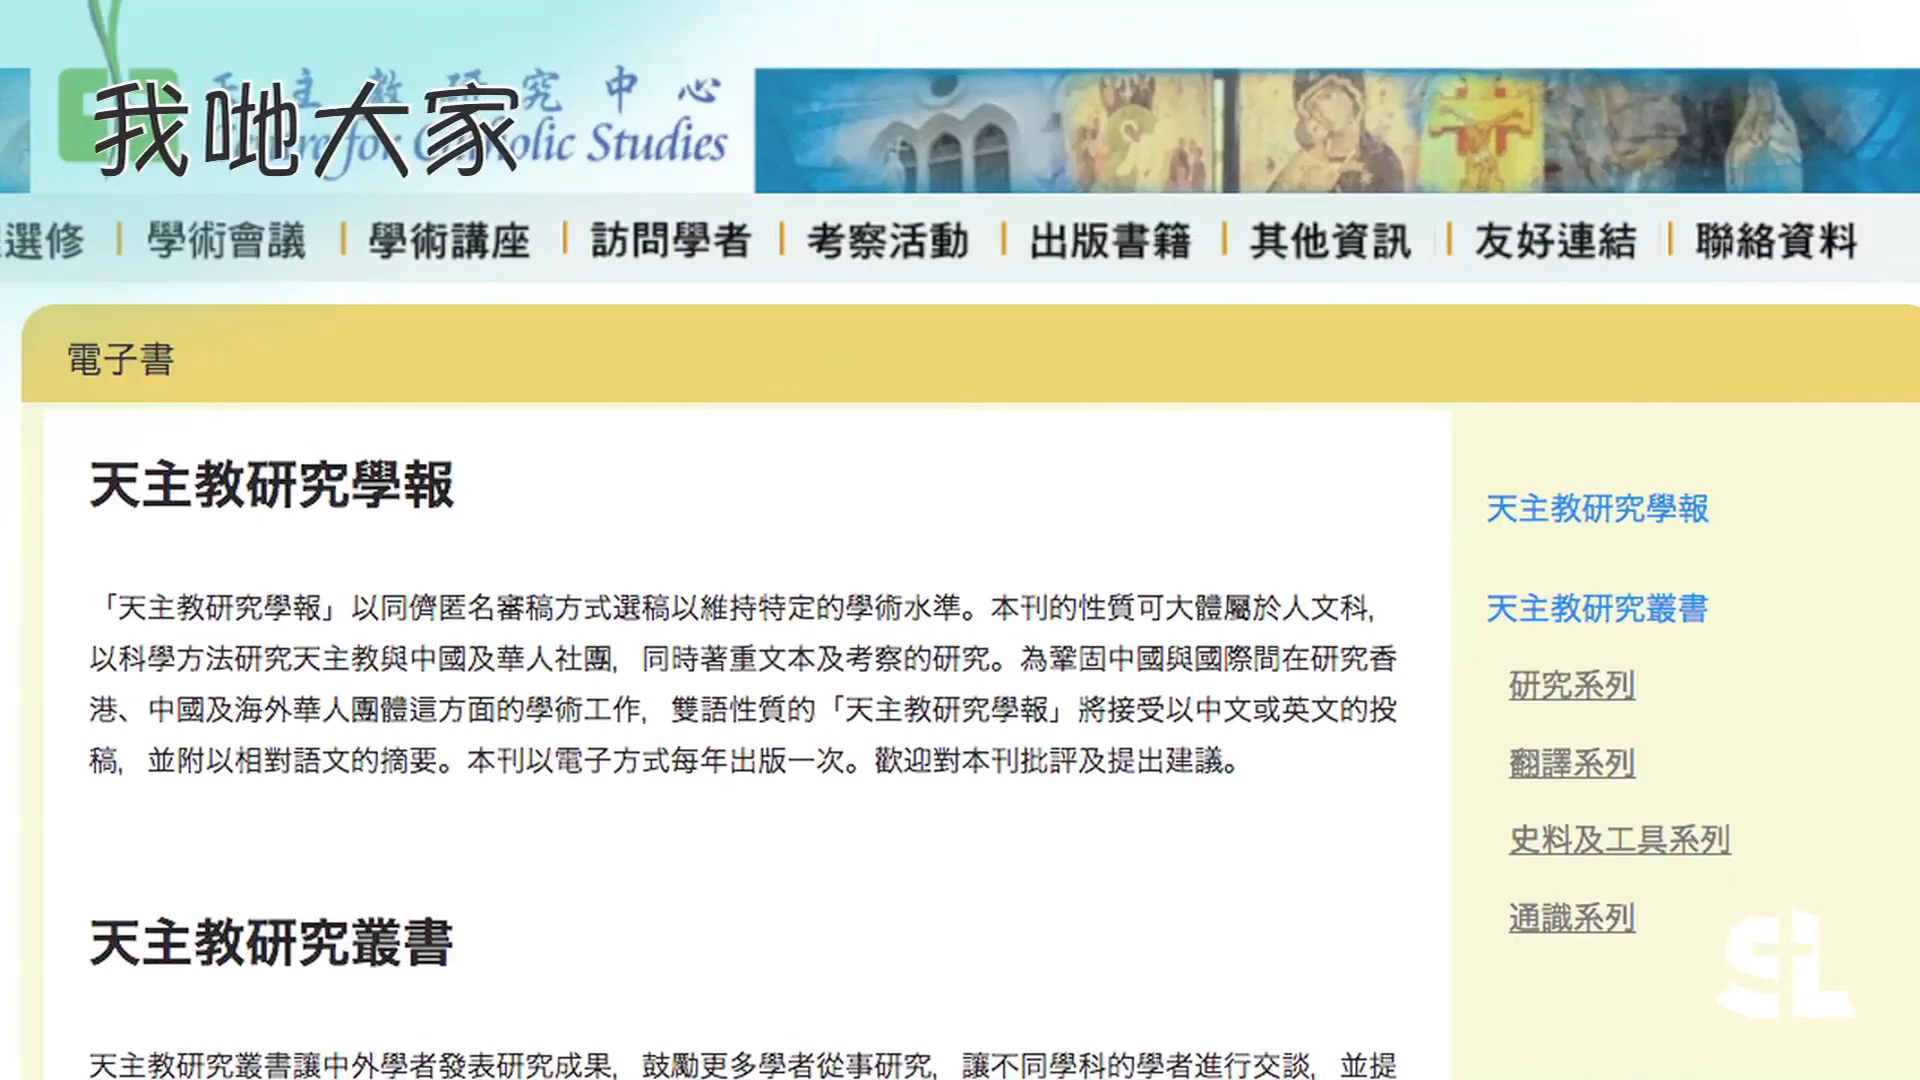 我哋大家
主教研究中心
Centre for Catholic Studies
選修 學術會議 學術講座 訪問學者 考察活動 出版書籍 其他資訊 友好連結 聯絡資料
電子書
天主教研究學報
「天主教研究學報」以同儕匿名審稿方式選稿以維持特定的學術水準。本刊的性質可大體屬於人文科，
以科學方法研究天主教與中國及華人社團，同時著重文本及考察的研究。為鞏固中國與國際間在研究香
港、中國及海外華人團體這方面的學術工作，雙語性質的「天主教研究學報」將接受以中文或英文的投
稿，並附以相對語文的摘要。本刊以電子方式每年出版一次。歡迎對本刊批評及提出建議。
天主教研究叢書
天主教研究叢書讓中外學者發表研究成果，鼓勵更多學者從事研究，讓不同學科的學者進行交談，並提
天主教研究學報
天主教研究叢書
研究系列
翻譯系列
史料及工具系列
通識系列
SL